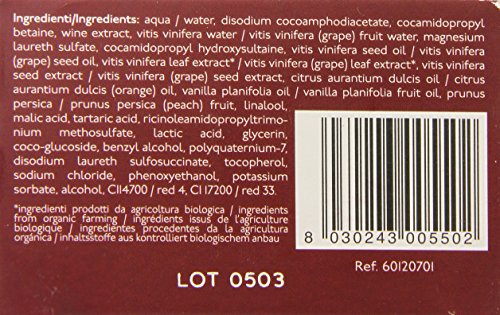 Ingredienti/Ingredients: aqua / water, disodium cocoamphodiacetate, cocamidopropyl
betaine, wine extract, vitis vinifera water / vitis vinifera (grape) fruit water, magnesium
laureth sulfate, cocamidopropyl hydroxysultaine, vitis vinifera seed oil / vitis vinifera
(grape) seed oil, vitis vinifera leaf extract* / vitis vinifera (grape) leaf extract*, vitis vinifera
seed extract / vitis vinifera (grape) seed extract, citrus aurantium dulcis oil / citrus
aurantium dulcis (orange) oil, vanilla planifolia oil / vanilla planifolia fruit oil, prunus
persica / prunus persica (peach) fruit, linalool,
malic acid, tartaric acid, ricinoleamidopropyltrimo-
nium methosulfate, lactic acid, glycerin,
coco-glucoside, benzyl alcohol, polyquaternium-7,
disodium laureth sulfosuccinate, tocopherol,
sodium chloride, phenoxyethanol, potassium
sorbate, alcohol, CI14700 / red 4, CI 17200 / red 33.
*ingredienti prodotti da agricoltura biologica / ingredients
from organic farming / ingrédients issus de l'agriculture
biologique / ingredientes procedentes de la agricultura
orgánica / inhaltsstoffe aus kontrolliert biologischem anbau
8 030243 005502
Ref. 60120701
LOT 0503